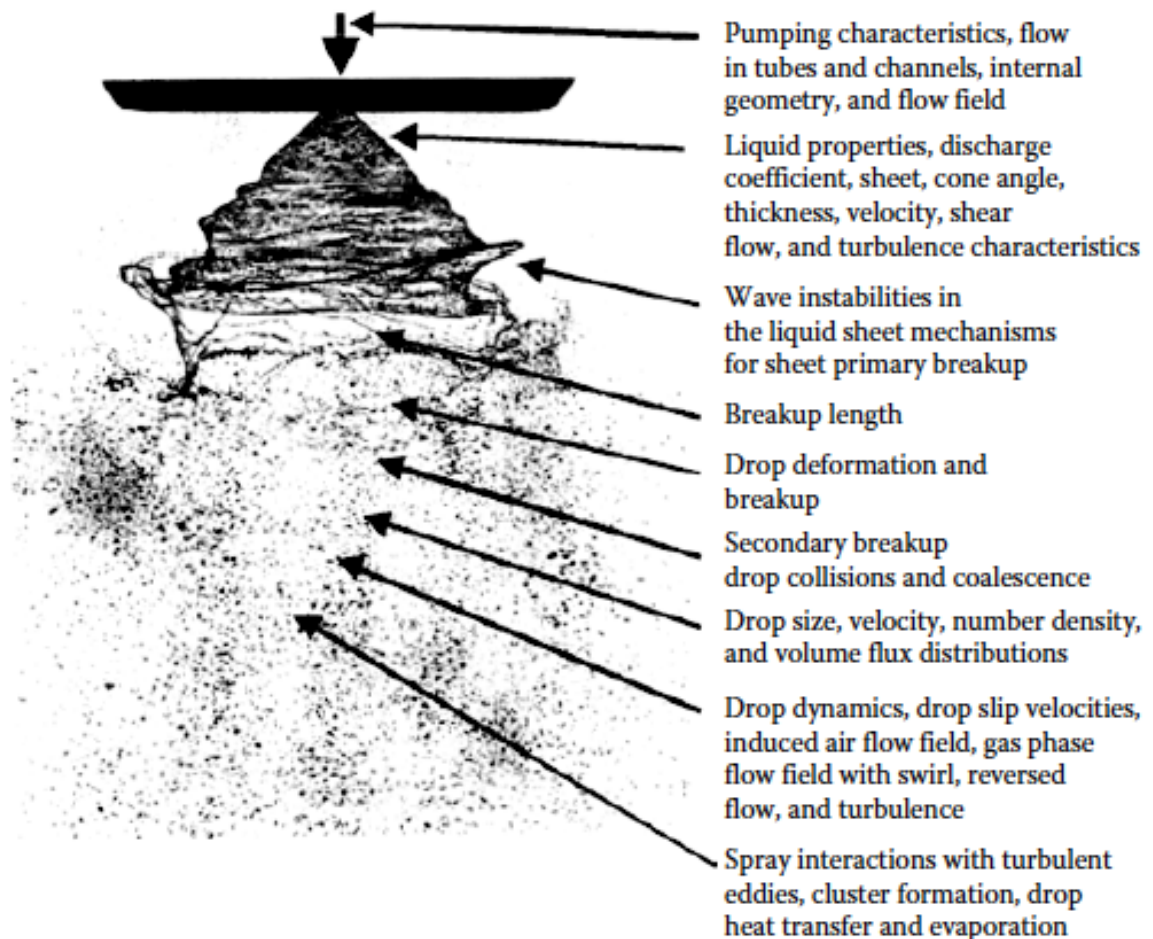 Pumping characteristics, flow
in tubes and channels, internal
geometry, and flow field
Liquid properties, discharge
coefficient, sheet, cone angle,
thickness, velocity, shear
flow, and turbulence characteristics
Wave instabilities in
the liquid sheet mechanisms
for sheet primary breakup
Breakup length
Drop deformation and
breakup
Secondary breakup
drop collisions and coalescence
Drop size, velocity, number density,
and volume flux distributions
Drop dynamics, drop slip velocities,
induced air flow field, gas phase
flow field with swirl, reversed
flow, and turbulence
Spray interactions with turbulent
eddies, cluster formation, drop
heat transfer and evaporation